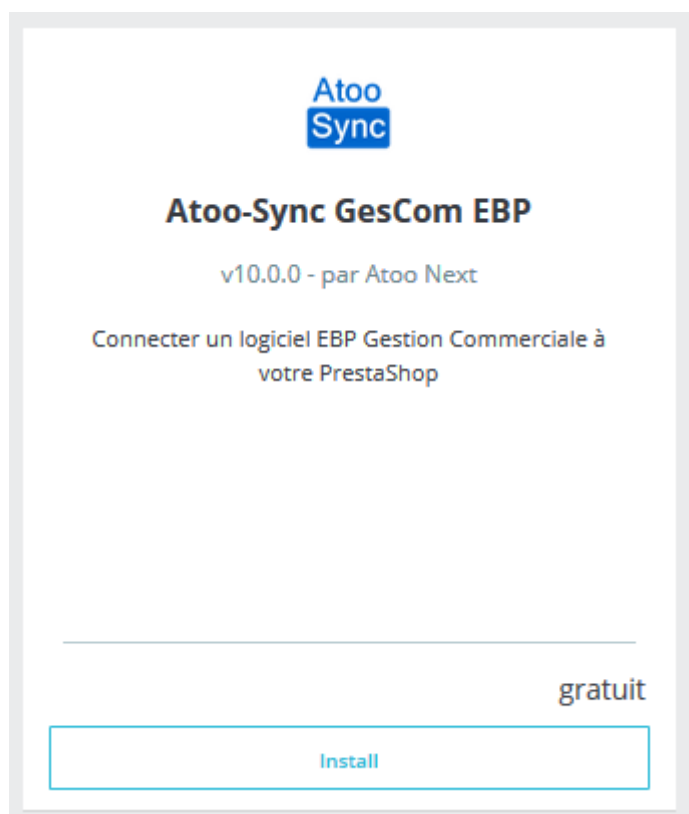 Atoo
Sync
Atoo-Sync GesCom EBP
v10.0.0 - par Atoo Next
Connecter un logiciel EBP Gestion Commerciale à
votre PrestaShop
gratuit
Install